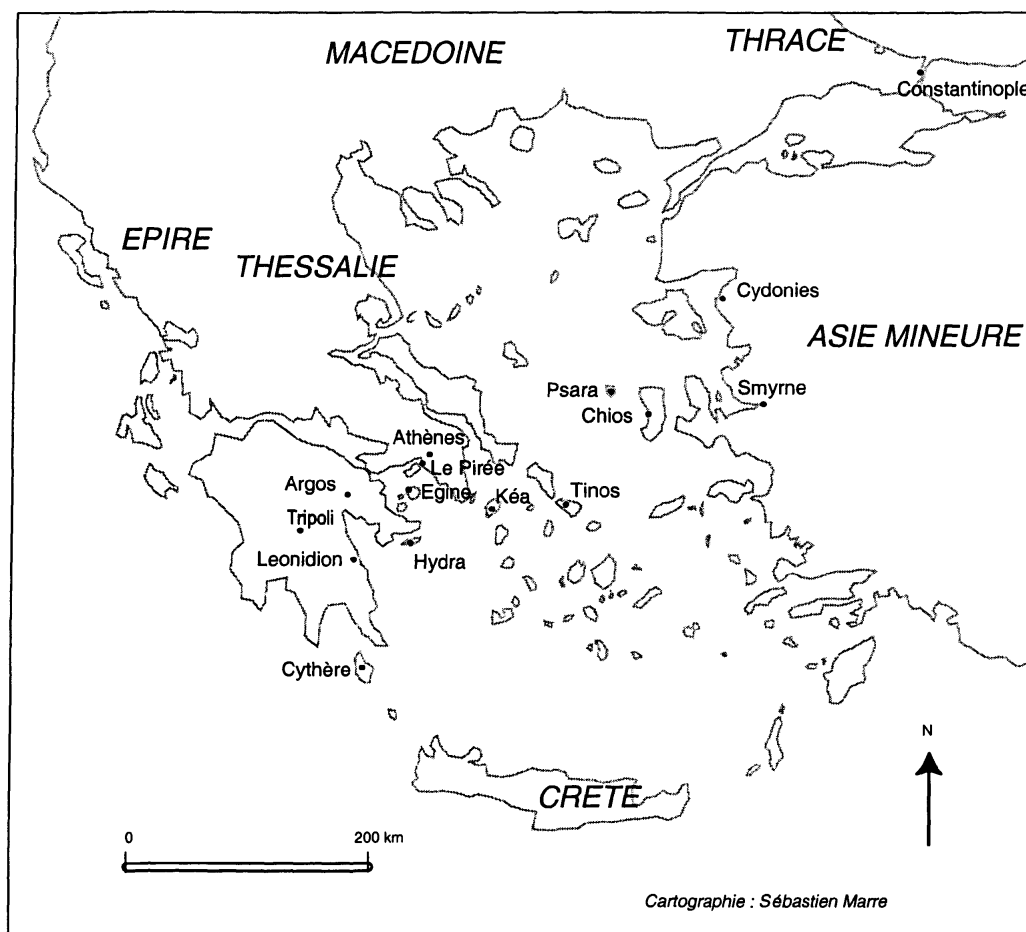 MACEDOINE
THRACE
Constantinople
EPIRE
THESSALIE
Cydonies
ASIE MINEURE
Psara
Chios
Smyrne
Athènes
Le Pirée
Argos
Egine
Kéa
Tinos
Tripoli
Leonidion
Hydra
Cythère
N
CRETE
0
200 km
Cartographie : Sébastien Marre